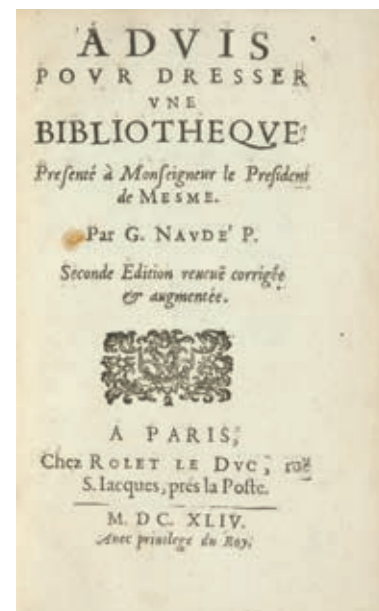 ADVIS
POVR DRESSER
VNE
BIBLIOTHEQVE.
Preſenté à Monſeigneur le Preſident
de MESME.
Par G. NAVDE' P.
Seconde Edition reueuë corrigée
& augmentée.
A PARIS,
Chez ROLET LE DVC, ruë
S. Iacques, prés la Poſte.
M. DC. XLIV.
Auec priuilege du Roy.